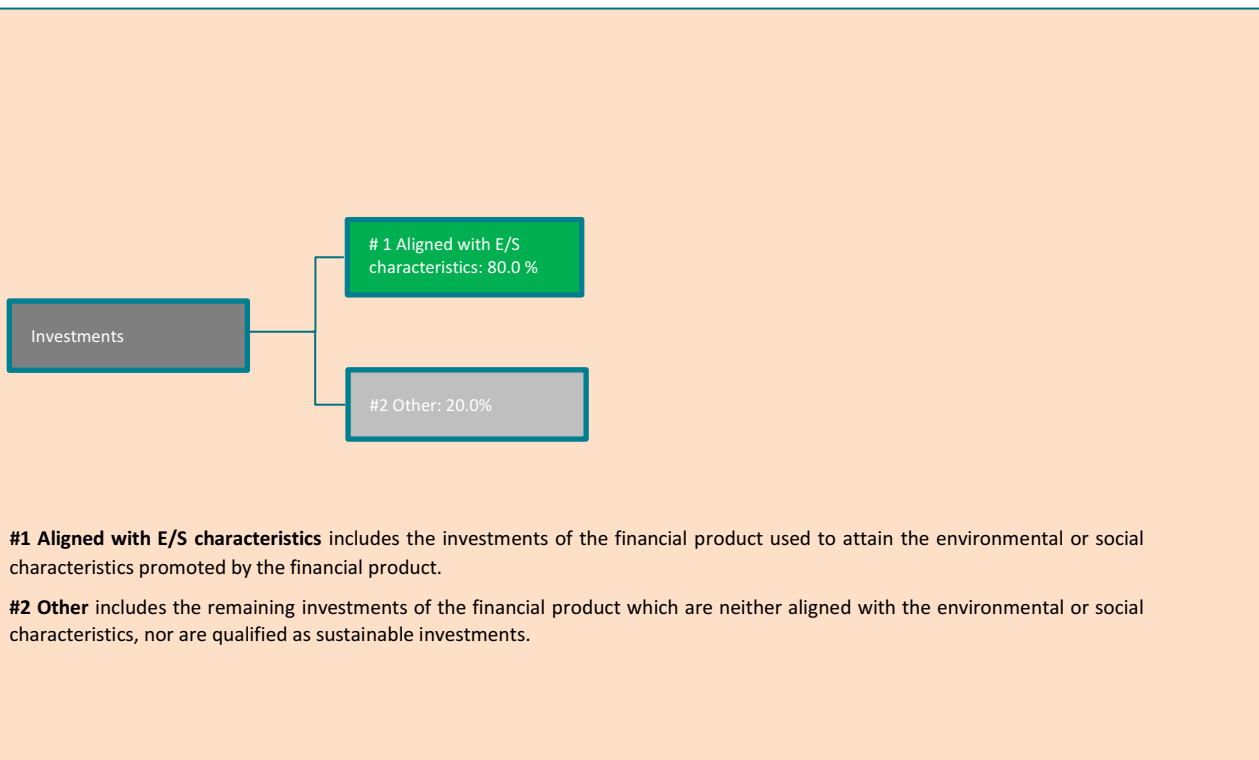 # 1 Aligned with E/S
characteristics: 80.0 %
Investments
#2 Other: 20.0%
#1 Aligned with E/S characteristics includes the investments of the financial product used to attain the environmental or social
characteristics promoted by the financial product.
#2 Other includes the remaining investments of the financial product which are neither aligned with the environmental or social
characteristics, nor are qualified as sustainable investments.